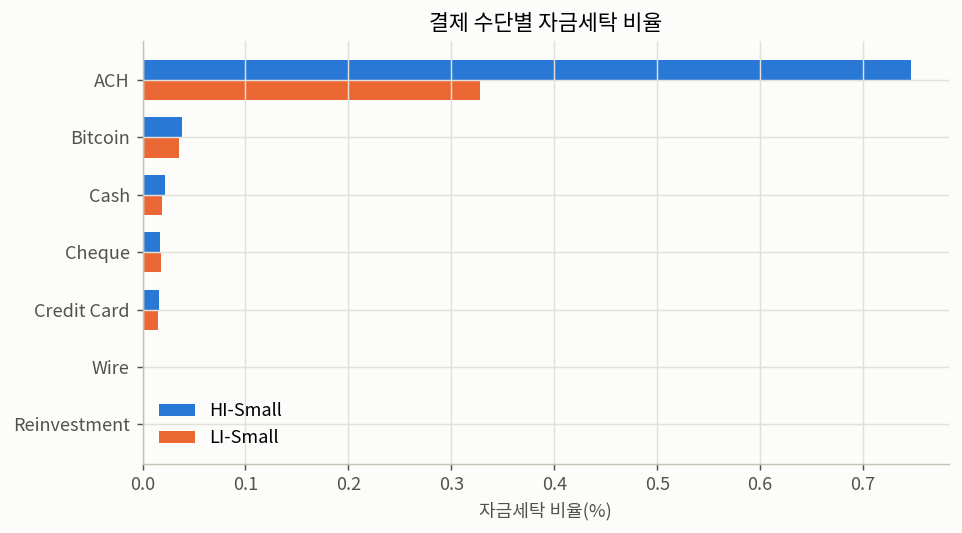 결제 수단별 자금세탁 비율
ACH
Bitcoin
Cash
Cheque
Credit Card
Wire
Reinvestment
HI-Small
LI-Small
0.0 0.1 0.2 0.3 0.4 0.5 0.6 0.7
자금세탁 비율(%)